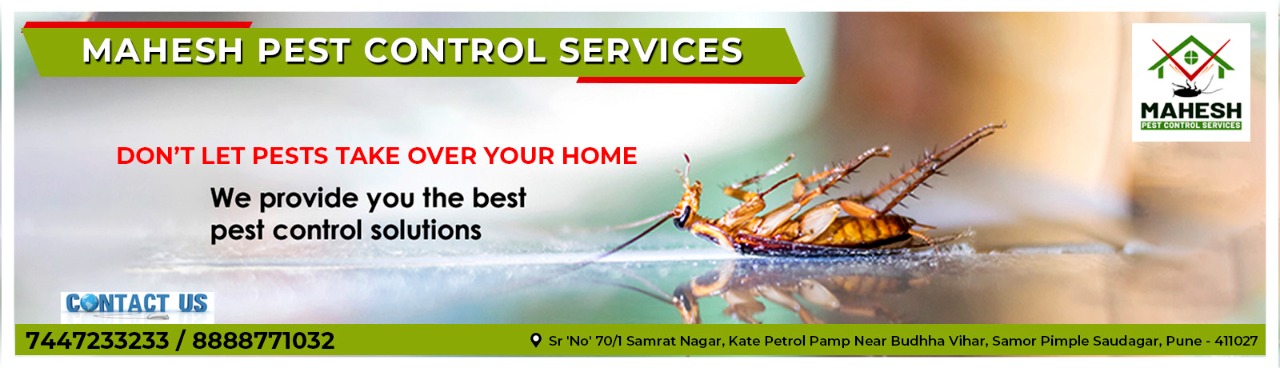 MAHESH PEST CONTROL SERVICES
MAHESH
PEST CONTROL SERVICES
DON’T LET PESTS TAKE OVER YOUR HOME
We provide you the best
pest control solutions
CONTACT US
7447233233 / 8888771032
Sr 'No' 70/1 Samrat Nagar, Kate Petrol Pamp Near Budhha Vihar, Samor Pimple Saudagar, Pune - 411027